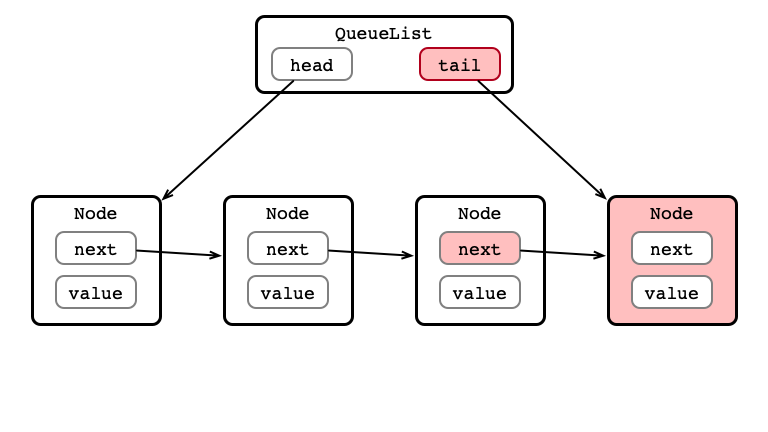 QueueList
head tail
Node Node Node Node
next next next next
value value value value